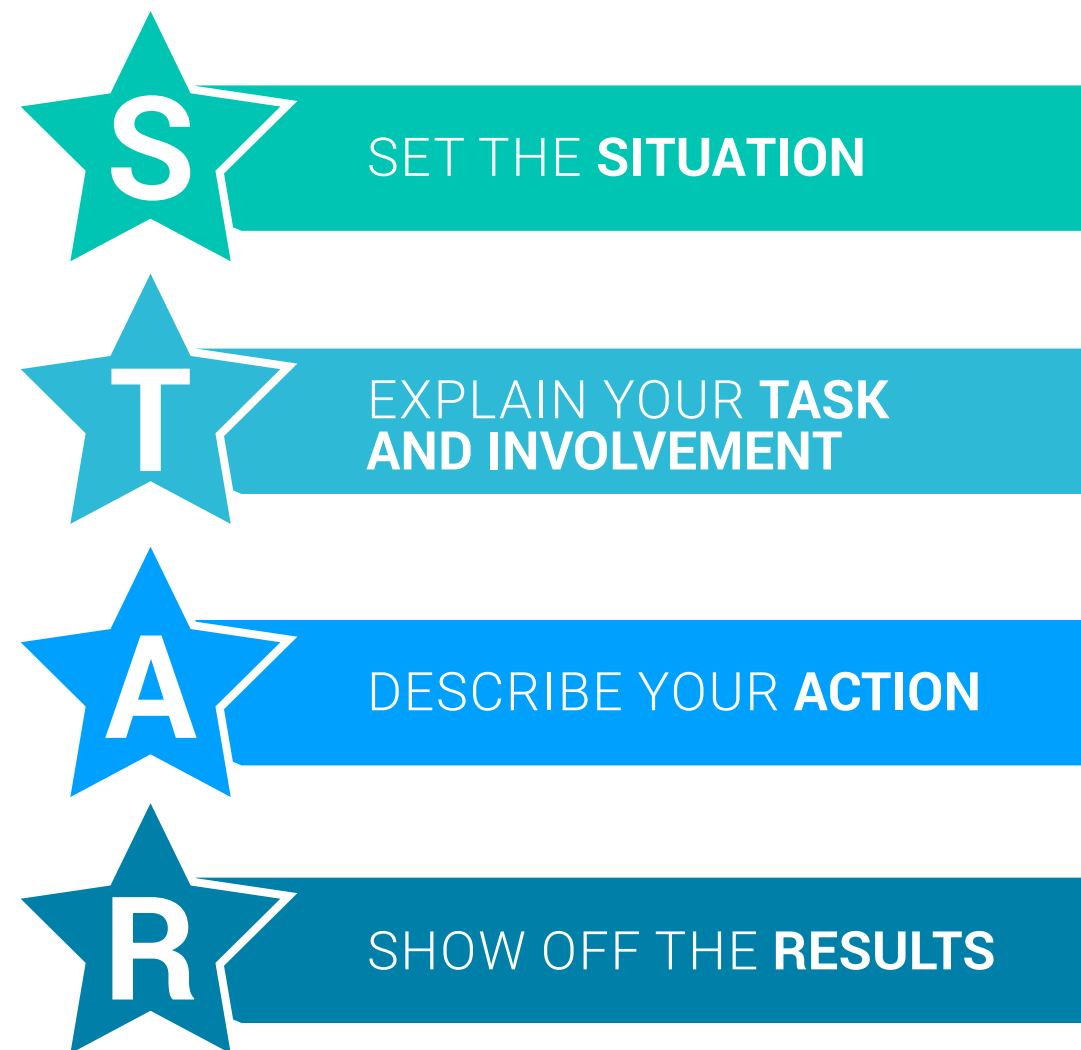 S
SET THE SITUATION
T
EXPLAIN YOUR TASK
AND INVOLVEMENT
A
DESCRIBE YOUR ACTION
R
SHOW OFF THE RESULTS